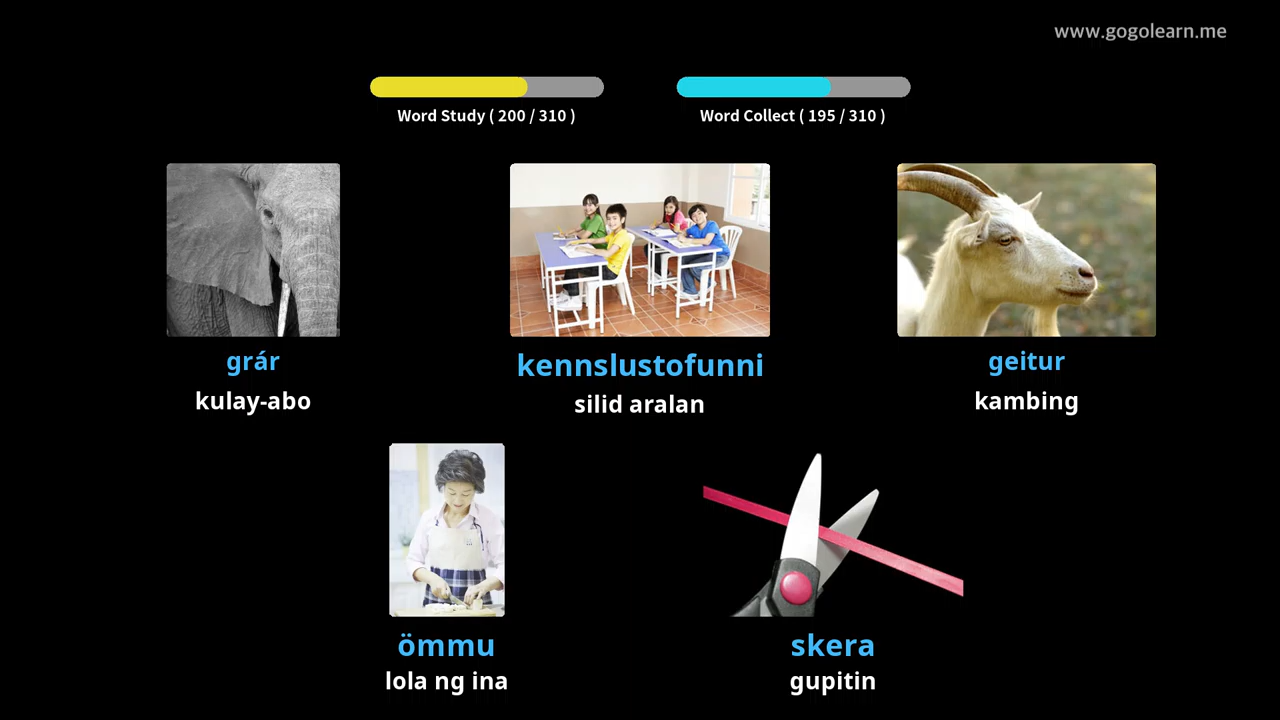 www.gogolearn.me
Word Study ( 200 / 310 )
Word Collect ( 195 / 310 )
grár
kulay-abo
kennslustofunni
silid aralan
geitur
kambing
ömmu
lola ng ina
skera
gupitin